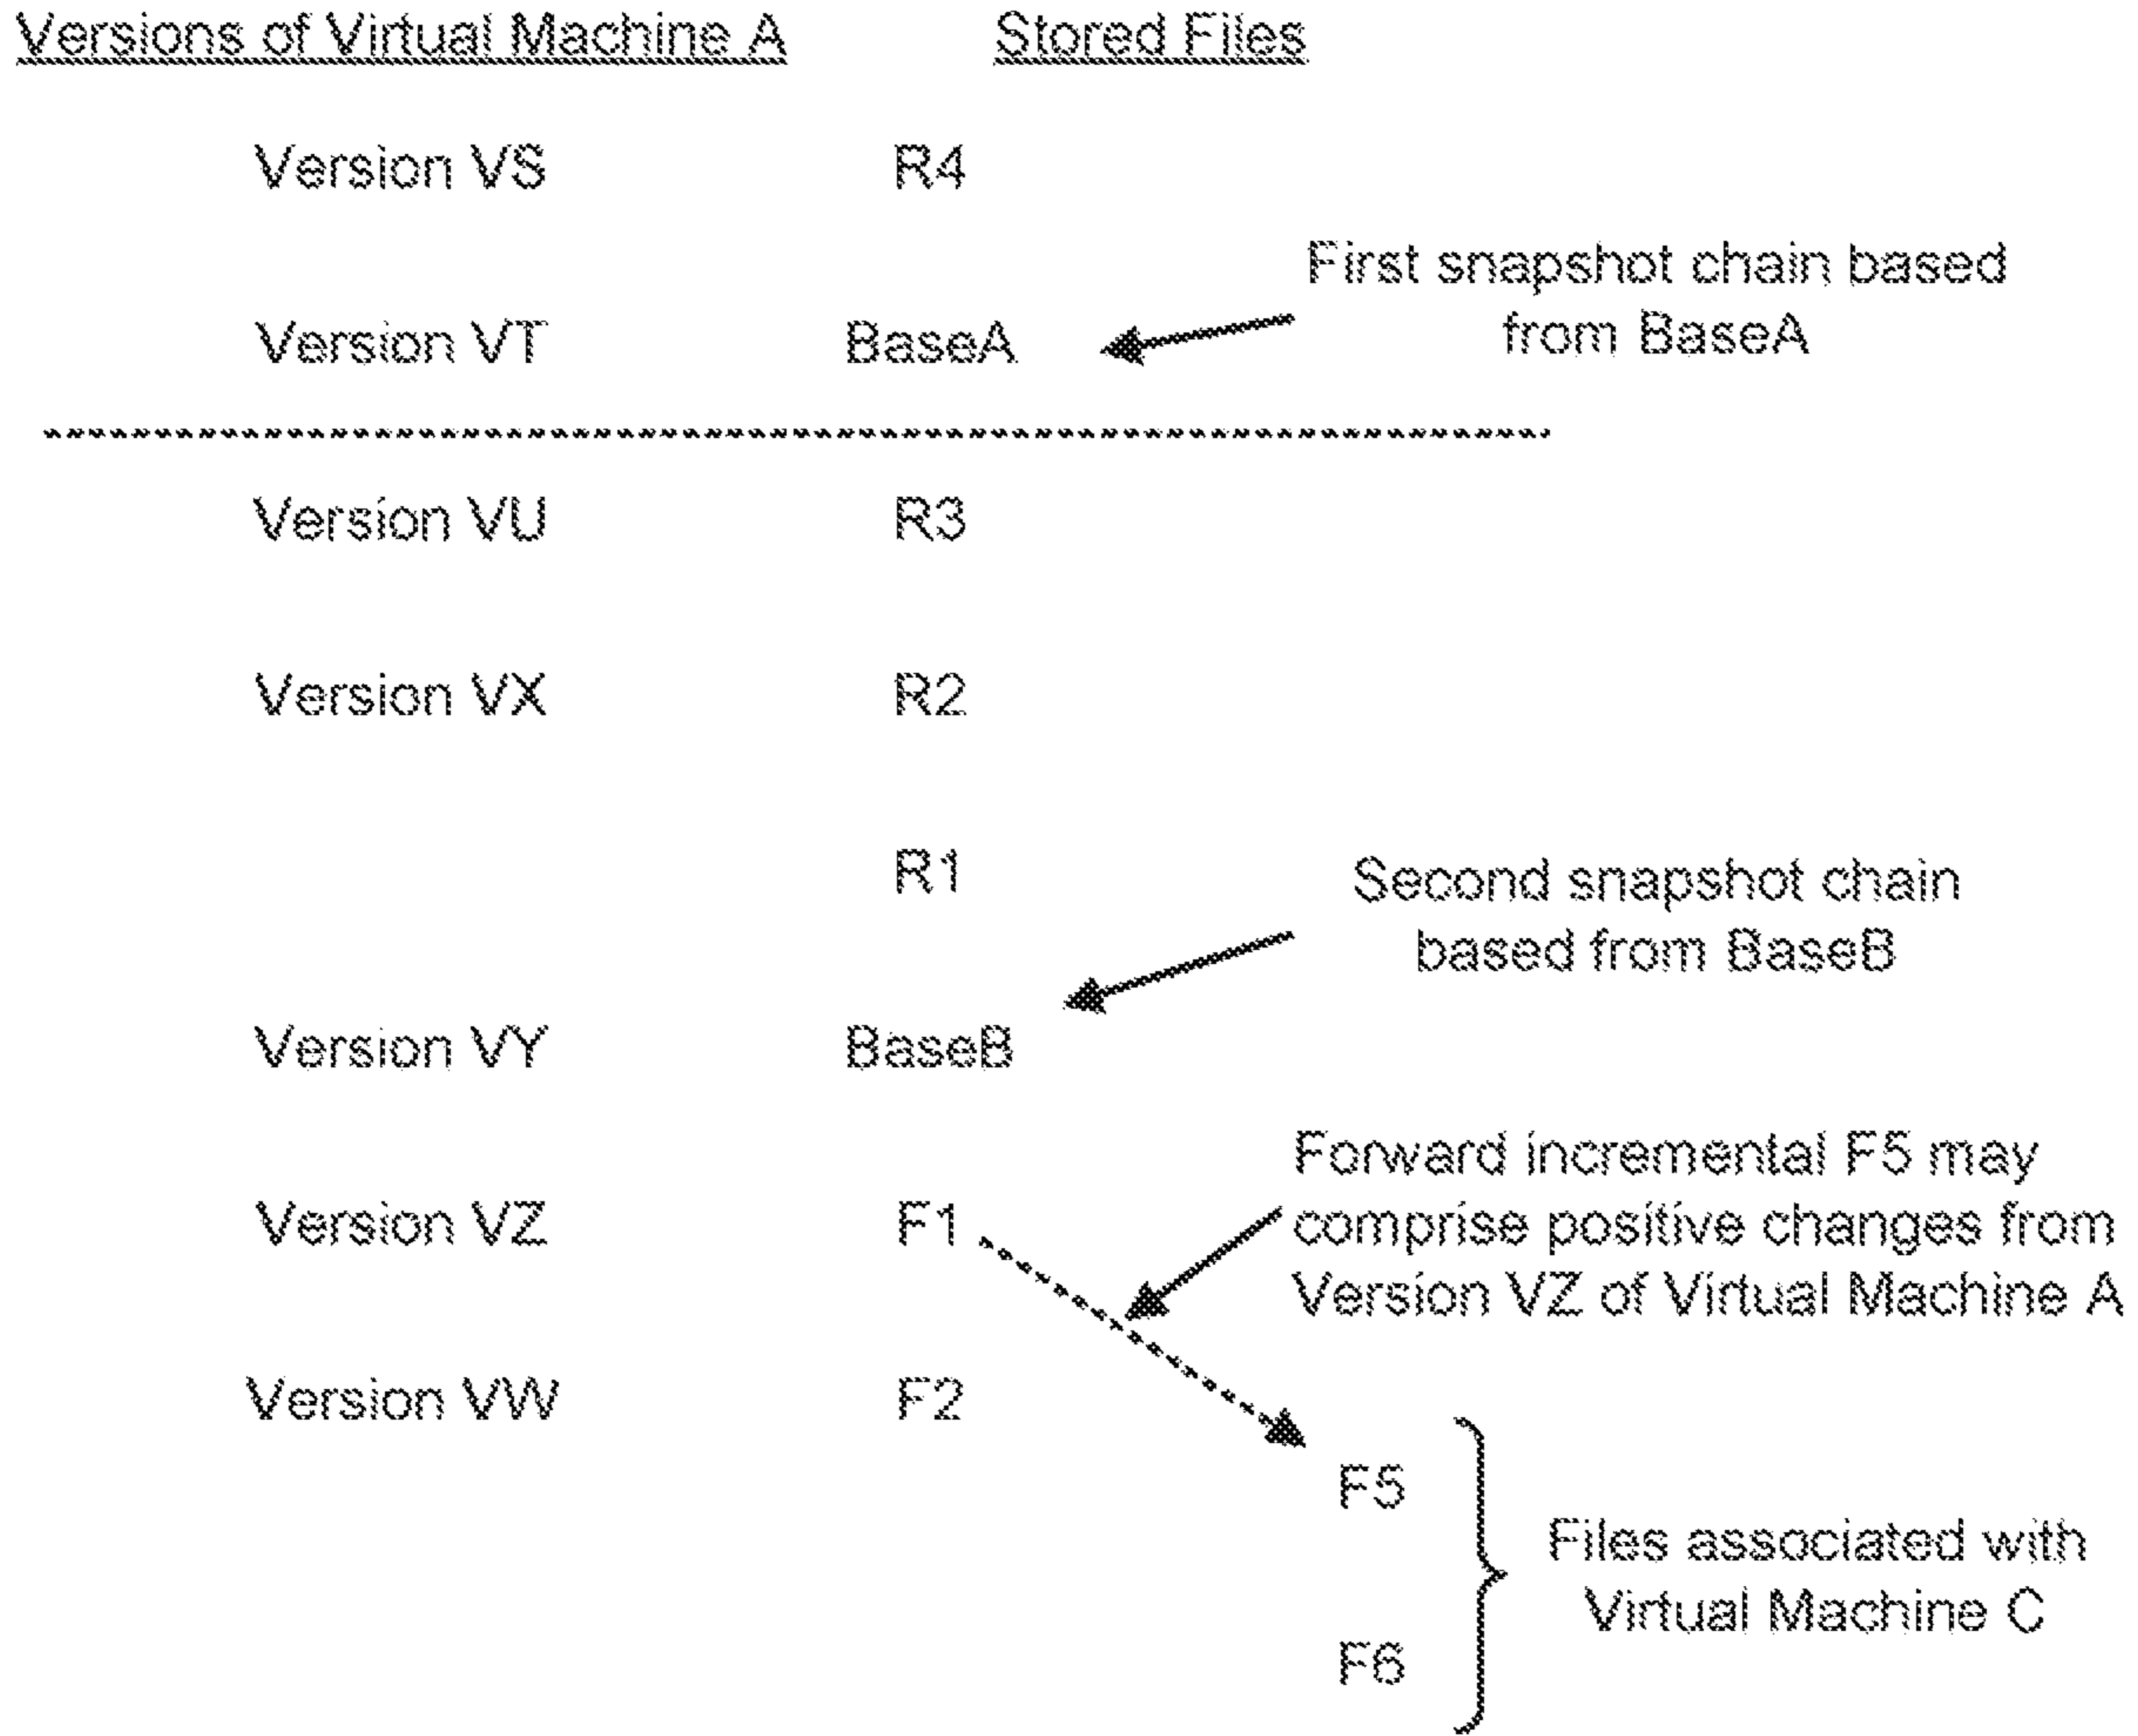 Versions of Virtual Machine A Stored Files
Version VS R4
First snapshot chain based
from BaseA
Version VT BaseA
Version VU R3
Version VX R2
R1
Second snapshot chain
based from BaseB
Version VY BaseB
Forward incremental F5 may
comprise positive changes from
Version VZ of Virtual Machine A
Version VZ F1
Version VW F2
F5
Files associated with
Virtual Machine C
F6